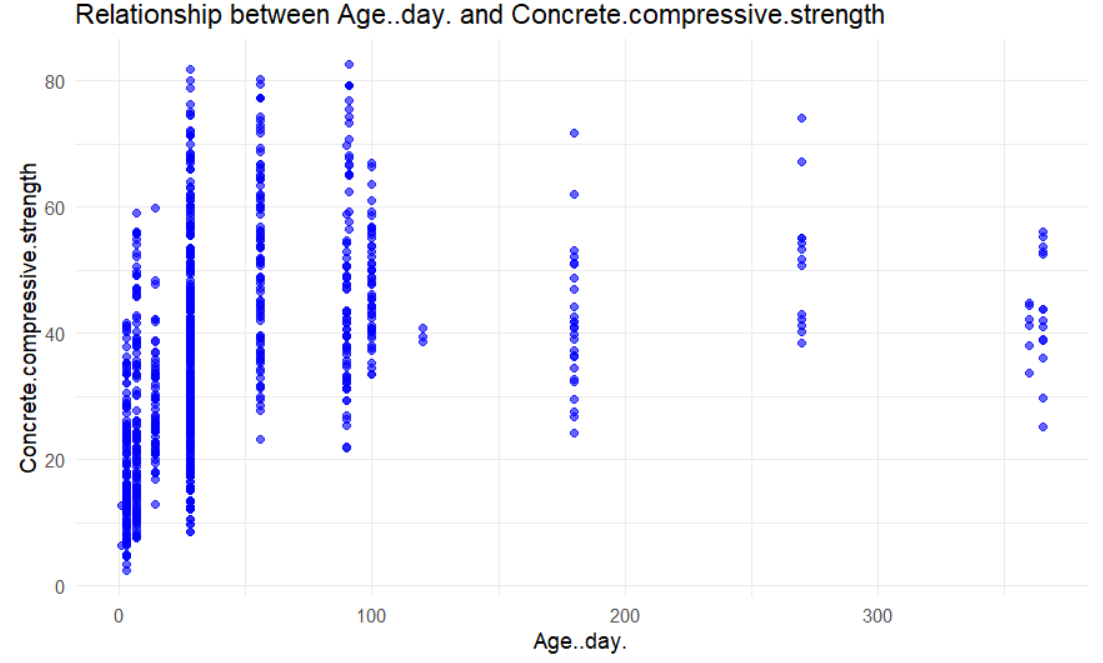 Relationship between Age..day. and Concrete.compressive.strength
Concrete.compressive.strength
80
60
40
20
0
0 100 200 300
Age..day.